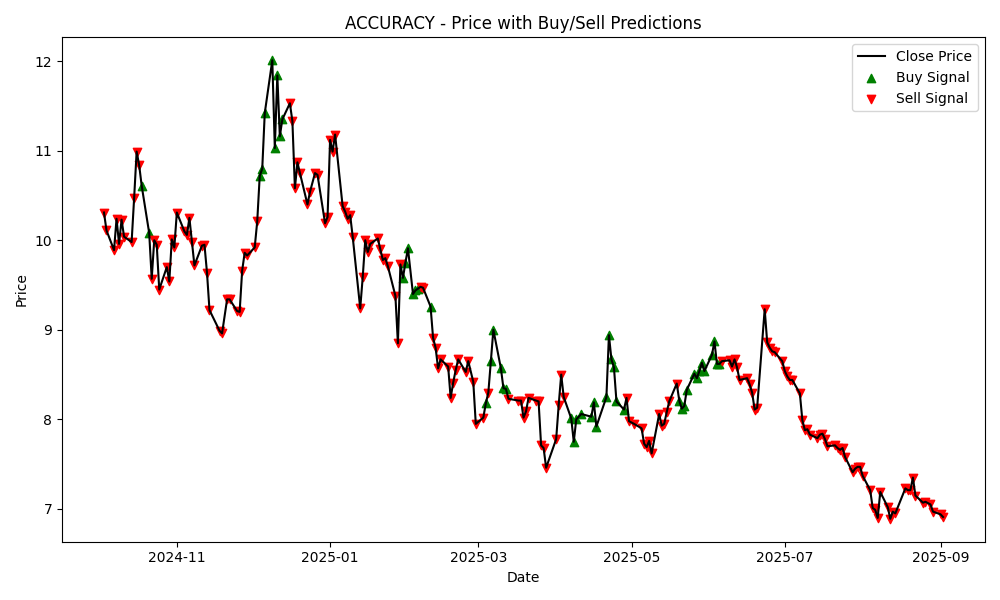 ACCURACY - Price with Buy/Sell Predictions
Close Price
Buy Signal
Sell Signal
Price
12
11
10
9
8
7
2024-11
2025-01
2025-03
2025-05
2025-07
2025-09
Date